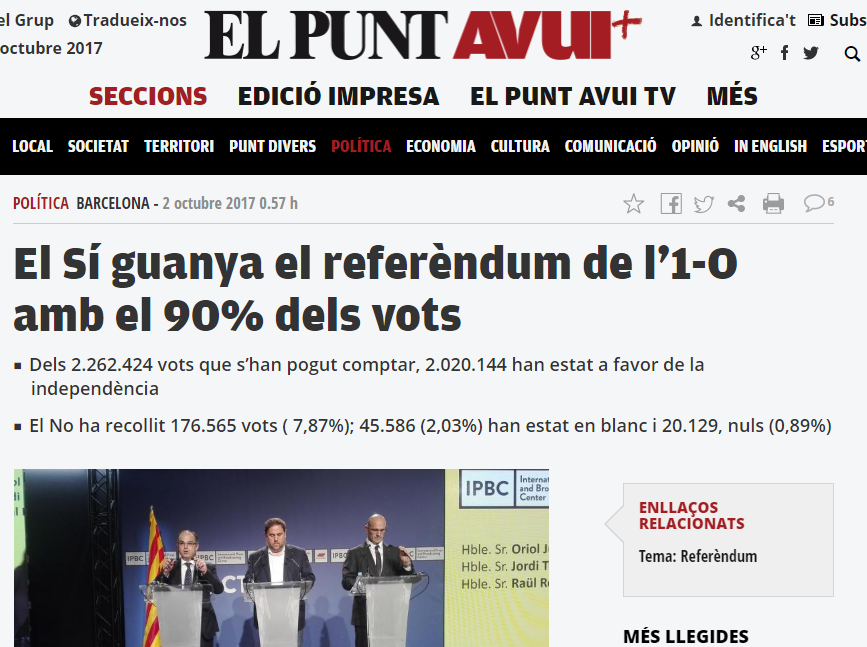 el Grup Tradueix-nos
octubre 2017
EL PUNT AVUI+
Identifica't Subs
SECCIONS EDICIÓ IMPRESA EL PUNT AVUI TV MÉS
LOCAL SOCIETAT TERRITORI PUNT DIVERS POLÍTICA ECONOMIA CULTURA COMUNICACIÓ OPINIÓ IN ENGLISH ESPOR
POLÍTICA BARCELONA - 2 octubre 2017 0.57 h
6
El Sí guanya el referèndum de l’1-O
amb el 90% dels vots
Dels 2.262.424 vots que s’han pogut comptar, 2.020.144 han estat a favor de la
independència
El No ha recollit 176.565 vots ( 7,87%); 45.586 (2,03%) han estat en blanc i 20.129, nuls (0,89%)
IPBC Internat
and Bro
Center
IPBC
Hble. Sr. Oriol Ju
Hble. Sr. Jordi T
Hble. Sr. Raül Ro
ENLLAÇOS
RELACIONATS
Tema: Referèndum
MÉS LLEGIDES